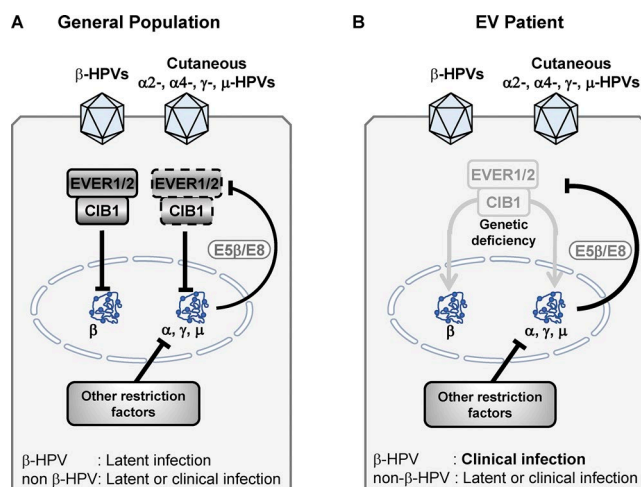 A General Population
β-HPVs
Cutaneous
α2-, α4-, γ-, μ-HPVs
EVER1/2
CIB1
EVER1/2
CIB1
E5β/E8
β
α, γ, μ
Other restriction
factors
β-HPV : Latent infection
non β-HPV: Latent or clinical infection
B EV Patient
β-HPVs
Cutaneous
α2-, α4-, γ-, μ-HPVs
EVER1/2
CIB1
Genetic
deficiency
E5β/E8
β
α, γ, μ
Other restriction
factors
β-HPV : Clinical infection
non-β-HPV : Latent or clinical infection